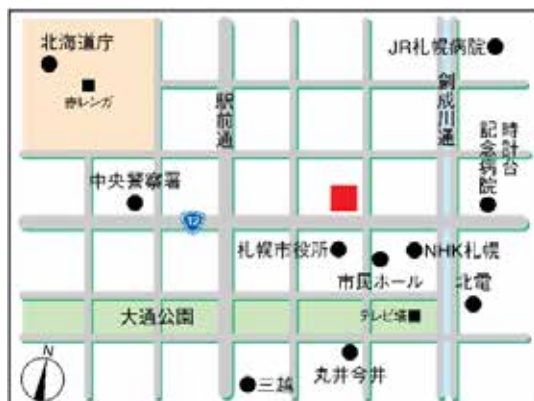 北海道庁
赤レンガ
JR札幌病院
駅前通
創成川通
時計台
記念病院
中央警察署
12
札幌市役所
NHK札幌
市民ホール
北電
大通公園
テレビ塔
丸井今井
三越
N